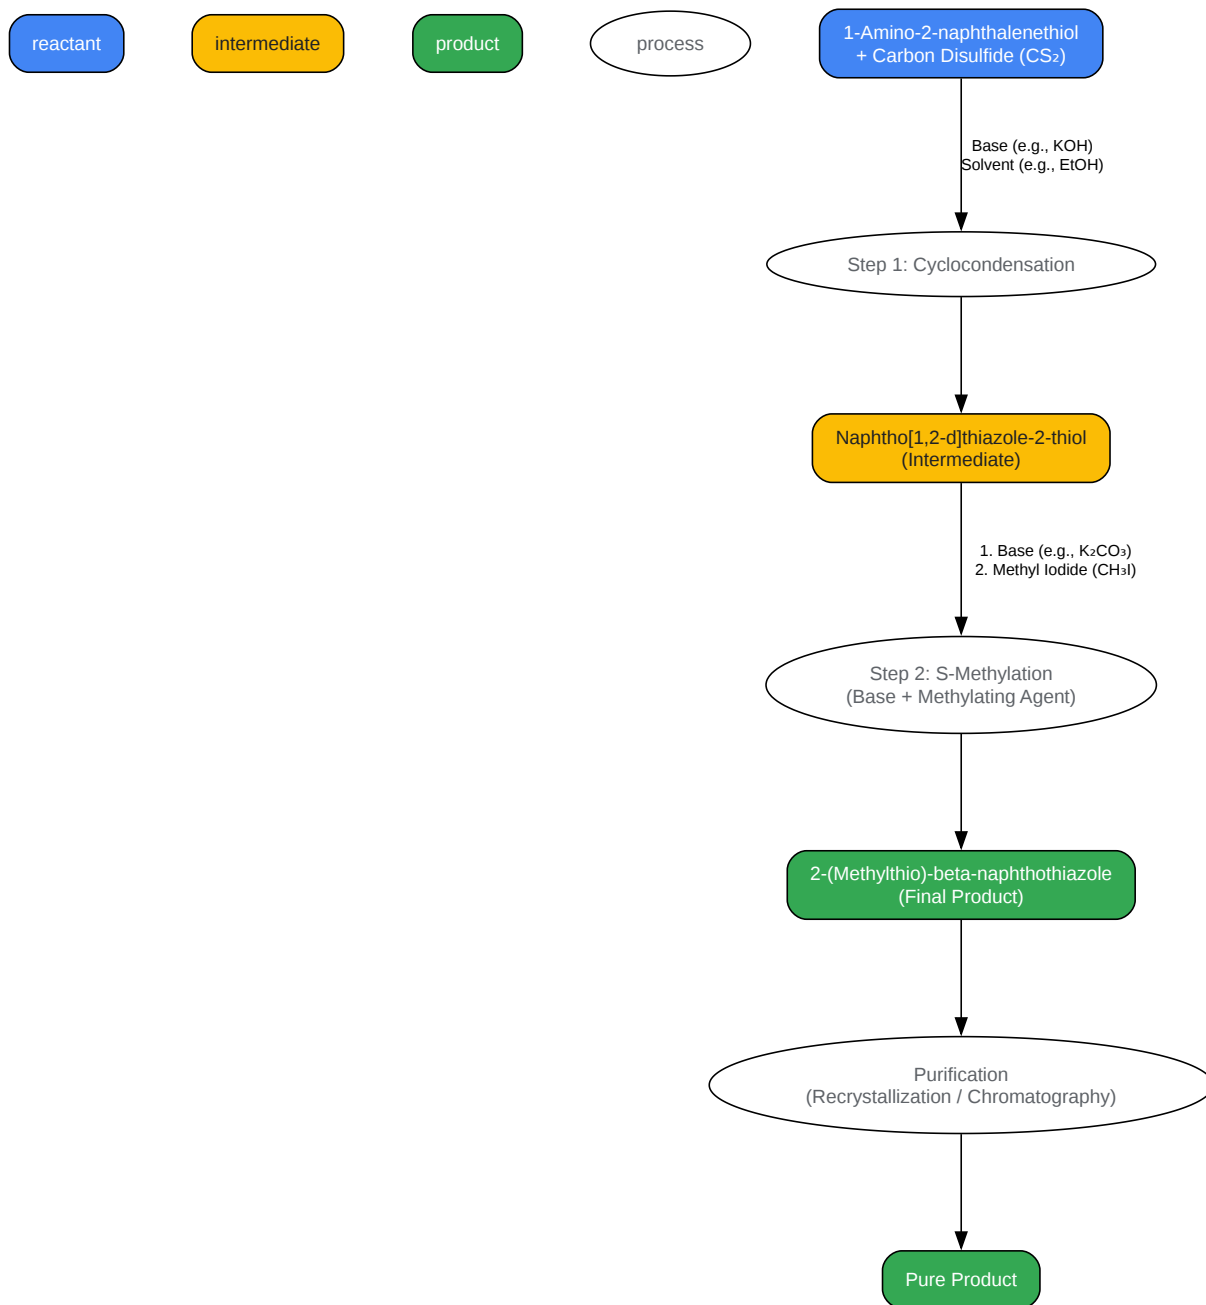 reactant
intermediate
product
process
1-Amino-2-naphthalenethiol
+ Carbon Disulfide (CS₂)
Base (e.g., KOH)
Solvent (e.g., EtOH)
Step 1: Cyclocondensation
Naphtho[1,2-d]thiazole-2-thiol
(Intermediate)
1. Base (e.g., K₂CO₃)
2. Methyl Iodide (CH₃I)
Step 2: S-Methylation
(Base + Methylating Agent)
2-(Methylthio)-beta-naphthothiazole
(Final Product)
Purification
(Recrystallization / Chromatography)
Pure Product